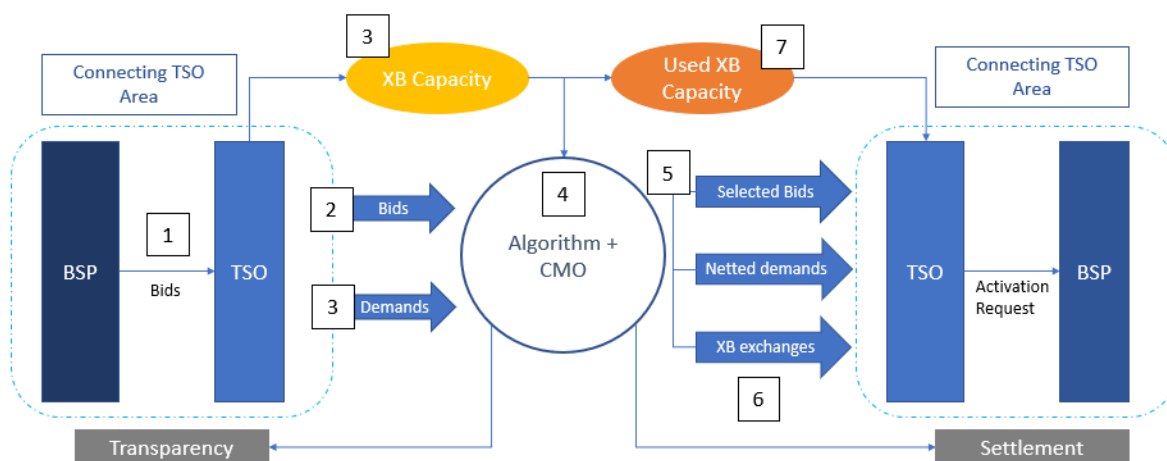 3
7
Connecting TSO
Area
XB Capacity
Used XB
Capacity
Connecting TSO
Area
BSP
1
Bids
TSO
2
Bids
3
Demands
4
Algorithm +
CMO
5
Selected Bids
Netted demands
XB exchanges
6
TSO
Activation
Request
BSP
Transparency
Settlement